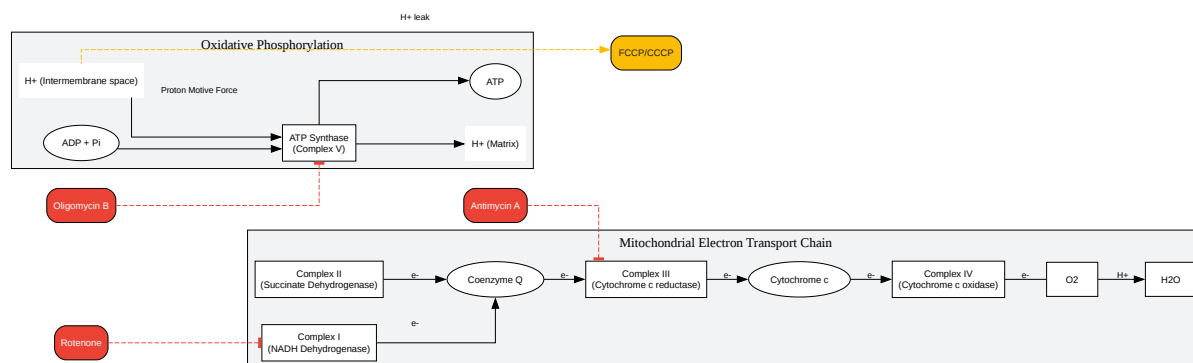 H+ leak
Oxidative Phosphorylation
FCCP/CCCP
H+ (Intermembrane space)
ATP
Proton Motive Force
ADP + Pi
ATP Synthase
(Complex V)
H+ (Matrix)
Oligomycin B
Antimycin A
Mitochondrial Electron Transport Chain
Complex II
(Succinate Dehydrogenase)
e-
Coenzyme Q
e-
Complex III
(Cytochrome c reductase)
e-
Cytochrome c
e-
Complex IV
(Cytochrome c oxidase)
e-
O2
H+
H2O
e-
Rotenone
Complex I
(NADH Dehydrogenase)